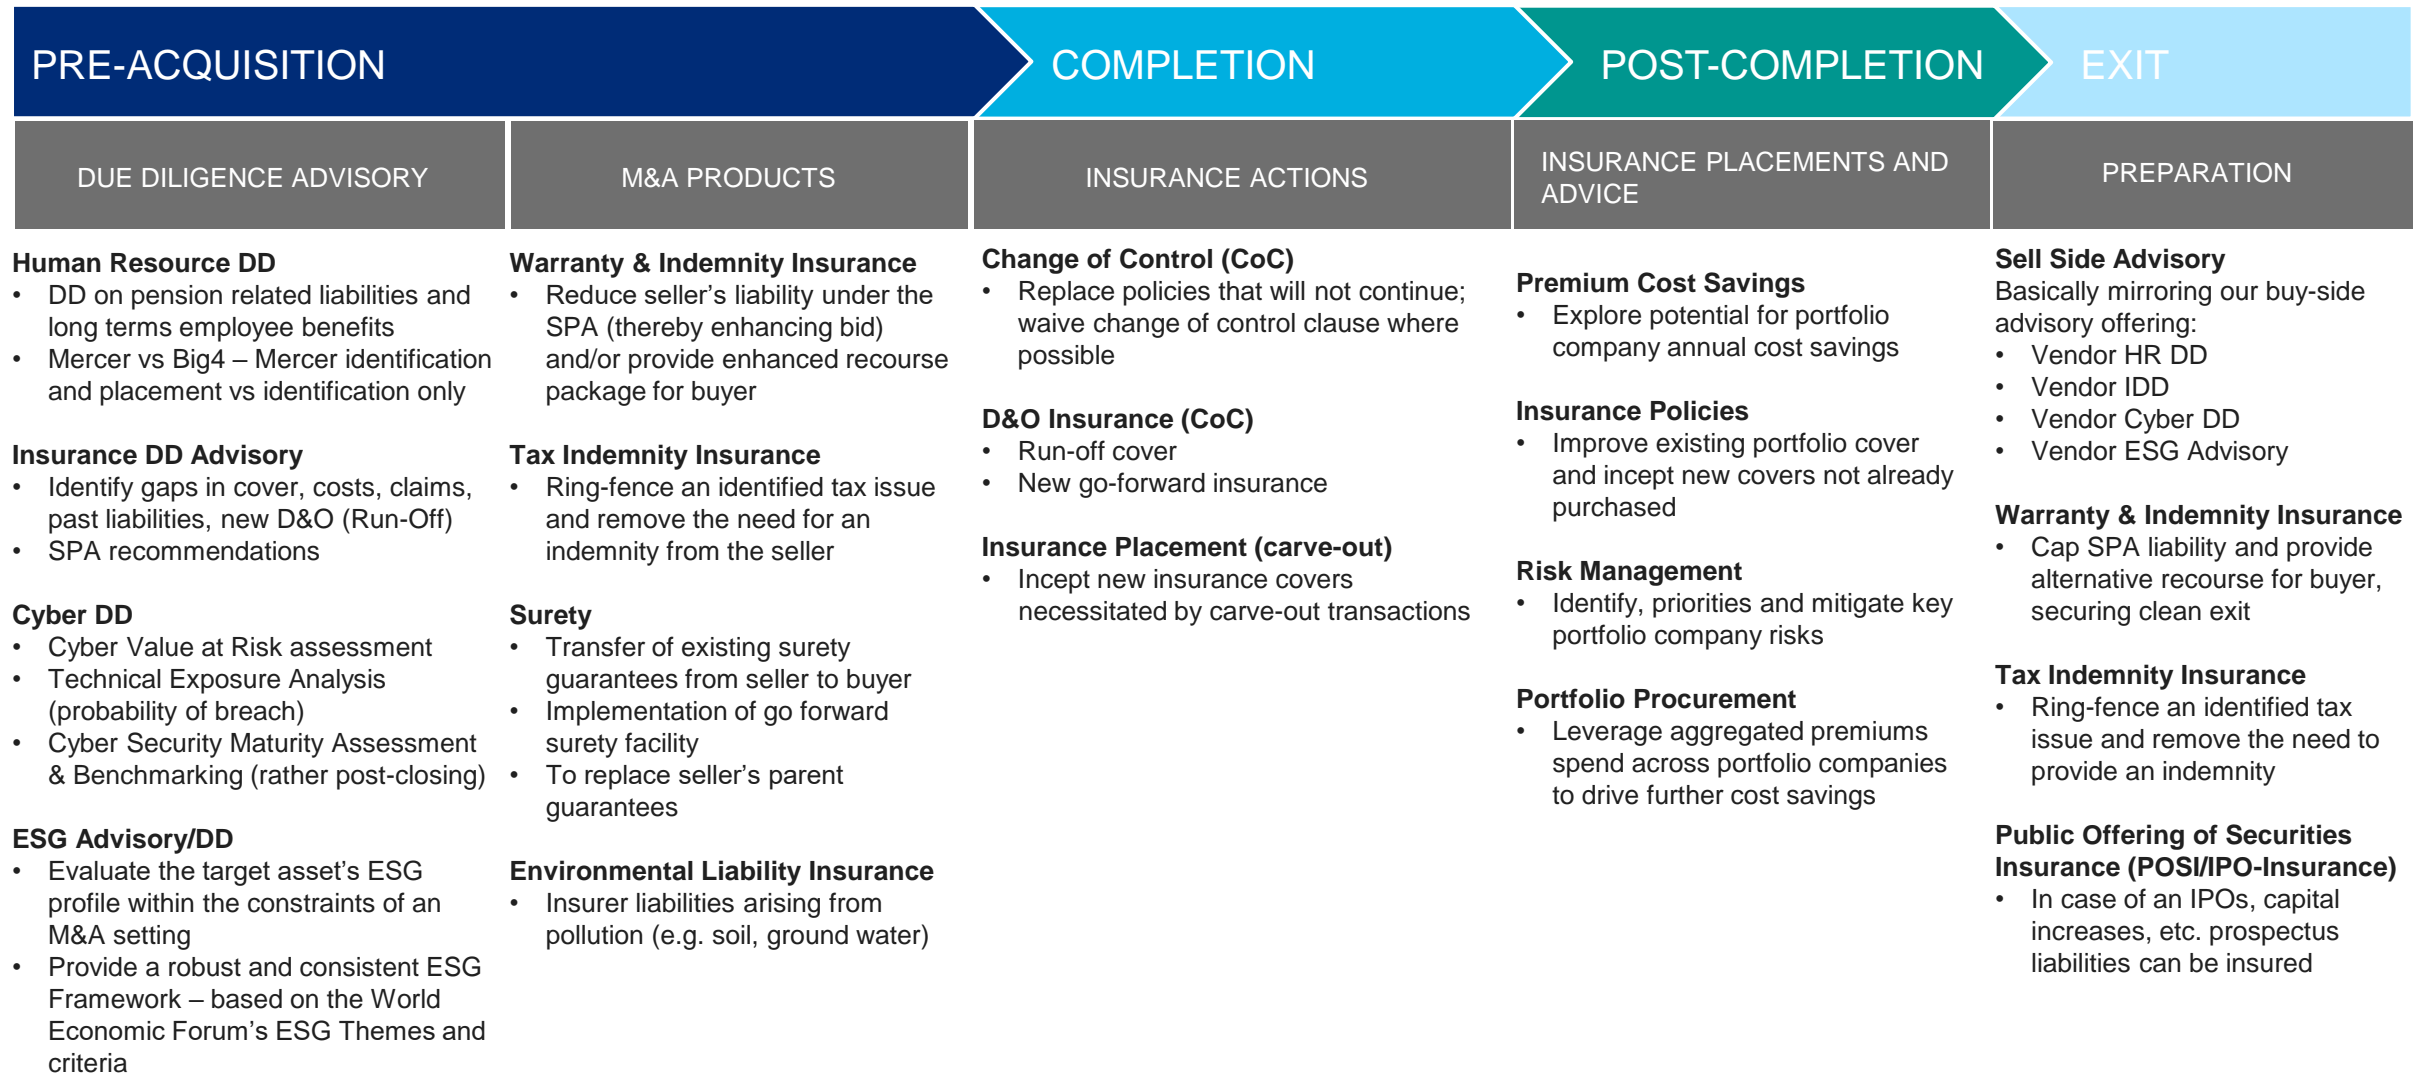 PRE-ACQUISITION
COMPLETION
POST-COMPLETION
EXIT
DUE DILIGENCE ADVISORY
M&A PRODUCTS
INSURANCE ACTIONS
INSURANCE PLACEMENTS AND
ADVICE
PREPARATION
Human Resource DD
• DD on pension related liabilities and
long terms employee benefits
• Mercer vs Big4 – Mercer identification
and placement vs identification only
Insurance DD Advisory
• Identify gaps in cover, costs, claims,
past liabilities, new D&O (Run-Off)
• SPA recommendations
Cyber DD
• Cyber Value at Risk assessment
• Technical Exposure Analysis
(probability of breach)
• Cyber Security Maturity Assessment
& Benchmarking (rather post-closing)
ESG Advisory/DD
• Evaluate the target asset’s ESG
profile within the constraints of an
M&A setting
• Provide a robust and consistent ESG
Framework – based on the World
Economic Forum’s ESG Themes and
criteria
Warranty & Indemnity Insurance
• Reduce seller’s liability under the
SPA (thereby enhancing bid)
and/or provide enhanced recourse
package for buyer
Tax Indemnity Insurance
• Ring-fence an identified tax issue
and remove the need for an
indemnity from the seller
Surety
• Transfer of existing surety
guarantees from seller to buyer
• Implementation of go forward
surety facility
• To replace seller’s parent
guarantees
Environmental Liability Insurance
• Insurer liabilities arising from
pollution (e.g. soil, ground water)
Change of Control (CoC)
• Replace policies that will not continue;
waive change of control clause where
possible
D&O Insurance (CoC)
• Run-off cover
• New go-forward insurance
Insurance Placement (carve-out)
• Incept new insurance covers
necessitated by carve-out transactions
Premium Cost Savings
• Explore potential for portfolio
company annual cost savings
Insurance Policies
• Improve existing portfolio cover
and incept new covers not already
purchased
Risk Management
• Identify, priorities and mitigate key
portfolio company risks
Portfolio Procurement
• Leverage aggregated premiums
spend across portfolio companies
to drive further cost savings
Sell Side Advisory
Basically mirroring our buy-side
advisory offering:
• Vendor HR DD
• Vendor IDD
• Vendor Cyber DD
• Vendor ESG Advisory
Warranty & Indemnity Insurance
• Cap SPA liability and provide
alternative recourse for buyer,
securing clean exit
Tax Indemnity Insurance
• Ring-fence an identified tax
issue and remove the need to
provide an indemnity
Public Offering of Securities
Insurance (POSI/IPO-Insurance)
• In case of an IPOs, capital
increases, etc. prospectus
liabilities can be insured